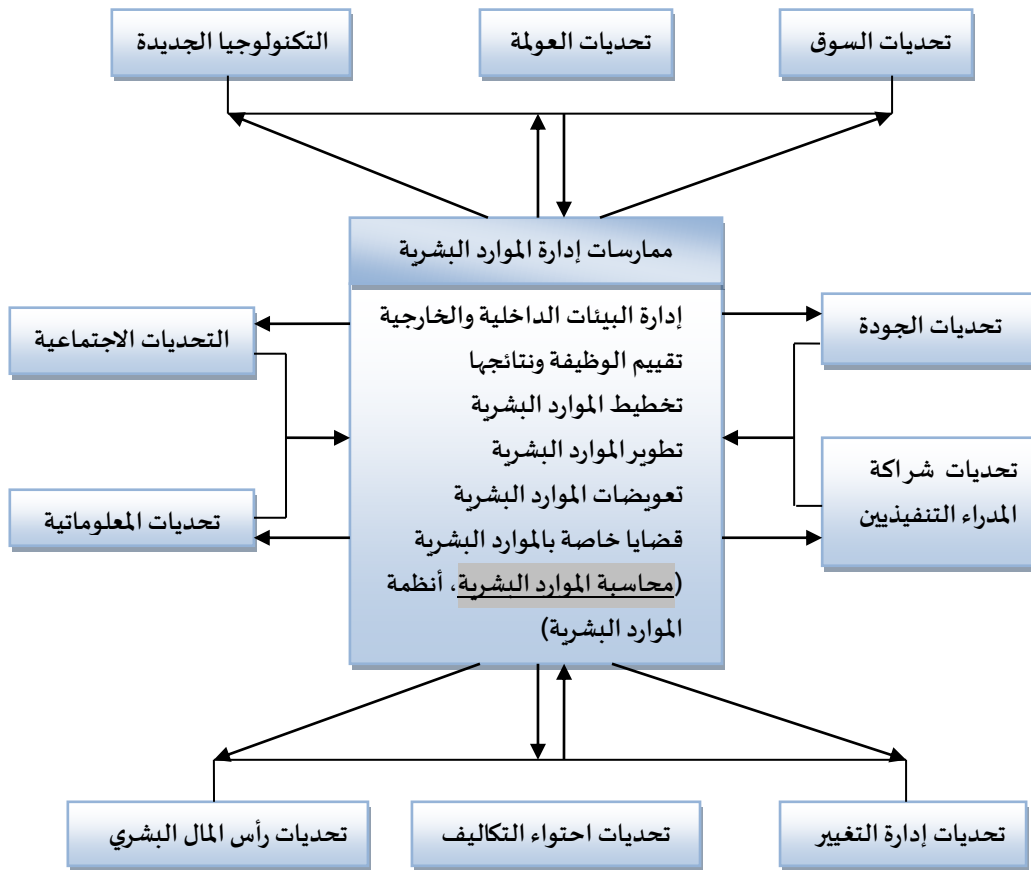 تحديات السوق
تحديات العولمة
التكنولوجيا الجديدة
ممارسات إدارة الموارد البشرية
إدارة البيئات الداخلية والخارجية
تقييم الوظيفة ونتائجها
تخطيط الموارد البشرية
تطوير الموارد البشرية
تعويضات الموارد البشرية
قضايا خاصة بالموارد البشرية
(محاسبة الموارد البشرية، أنظمة
الموارد البشرية)
تحديات الجودة
تحديات شراكة
المدراء التنفيذيين
التحديات الاجتماعية
تحديات المعلوماتية
تحديات إدارة التغيير
تحديات احتواء التكاليف
تحديات رأس المال البشري